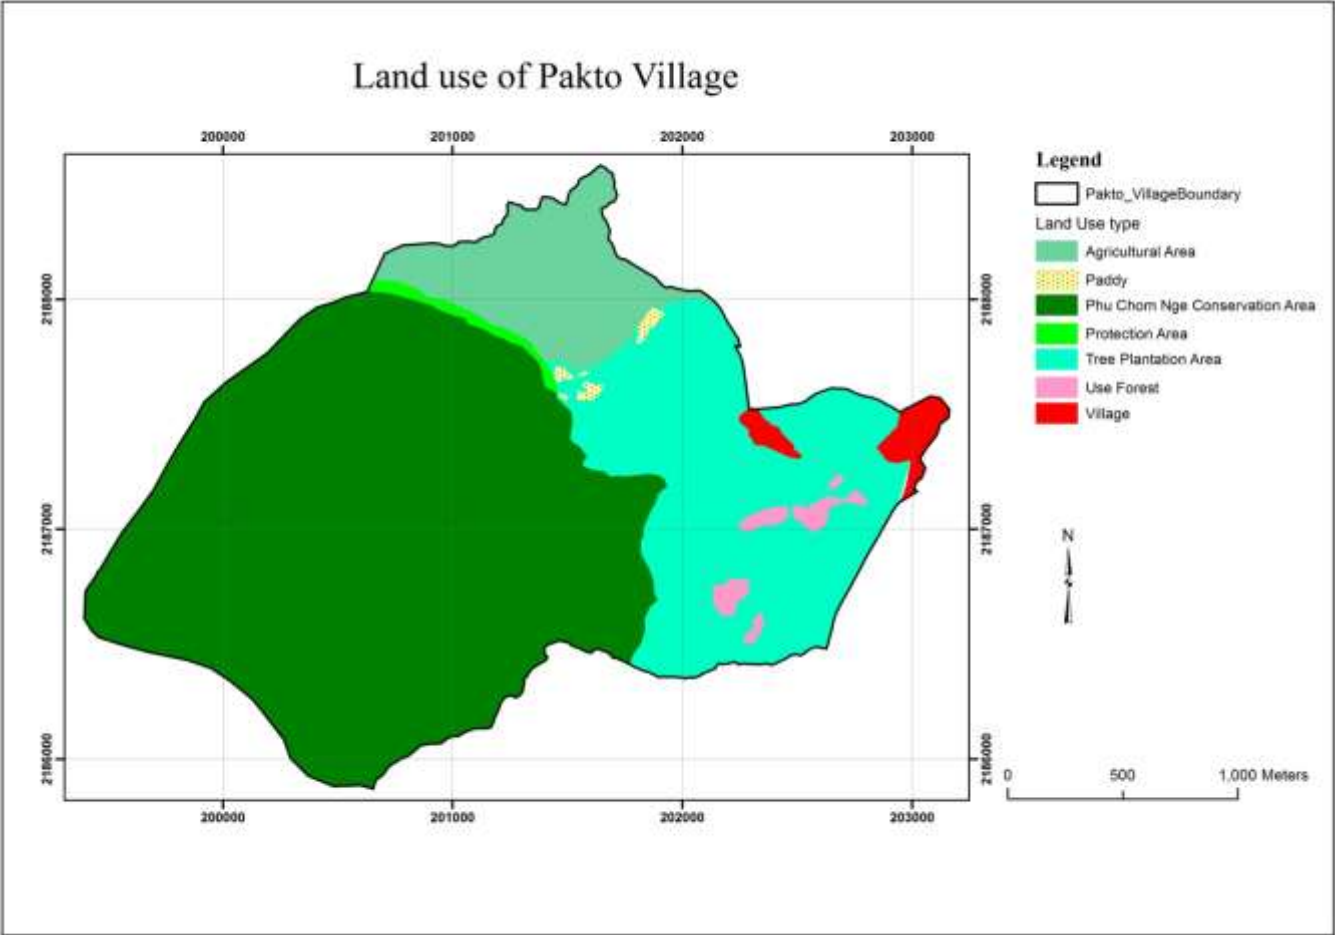 Land use of Pakto Village
200000 201000 202000 203000
Legend
Pakto_VillageBoundary
Land Use type
Agricultural Area
Paddy
Phu Chom Nge Conservation Area
Protection Area
Tree Plantation Area
Use Forest
Village
2188000 2188000
2187000 2187000
N
2186000 2186000
0 500 1,000 Meters
200000 201000 202000 203000